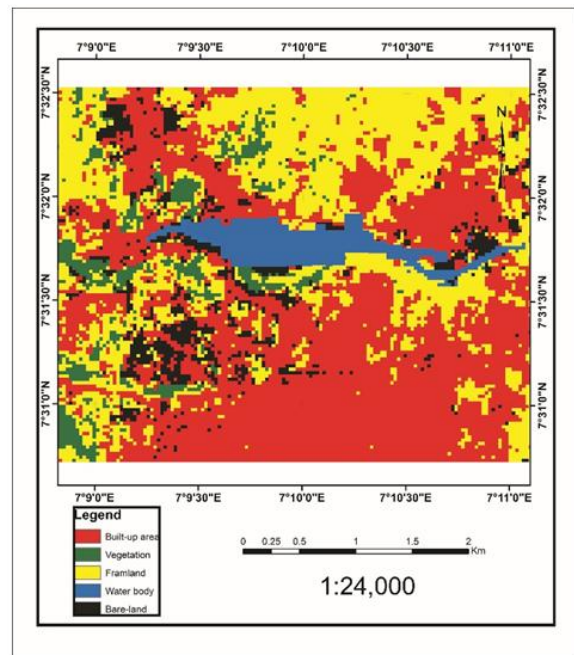 7°9'0"E 7°9'30"E 7°10'0"E 7°10'30"E 7°11'0"E
7°32'30"N
7°32'0"N
7°31'30"N
7°31'0"N
N
7°32'30"N
7°32'0"N
7°31'30"N
7°31'0"N
7°9'0"E 7°9'30"E 7°10'0"E 7°10'30"E 7°11'0"E
Legend
Built-up area
Vegetation
Framland
Water body
Bare-land
0 0.25 0.5 1 1.5 2
Km
1:24,000